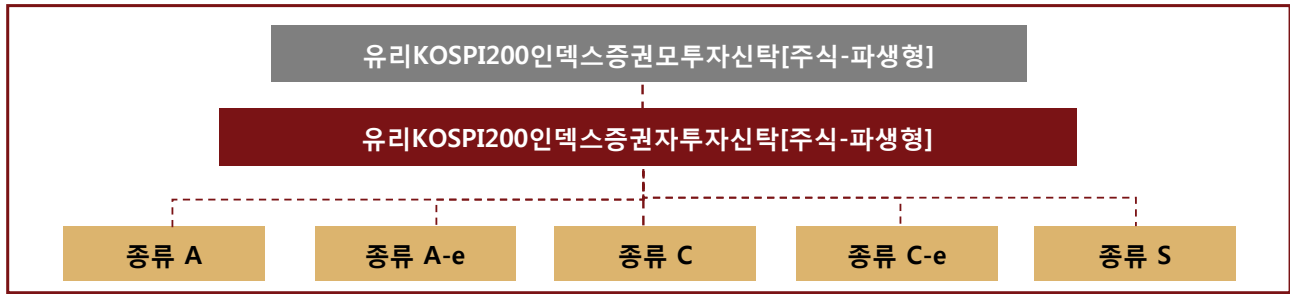 유리KOSPI200인덱스증권모투자신탁[주식-파생형]
유리KOSPI200인덱스증권자투자신탁[주식-파생형]
종류 A
종류 A-e
종류 C
종류 C-e
종류 S